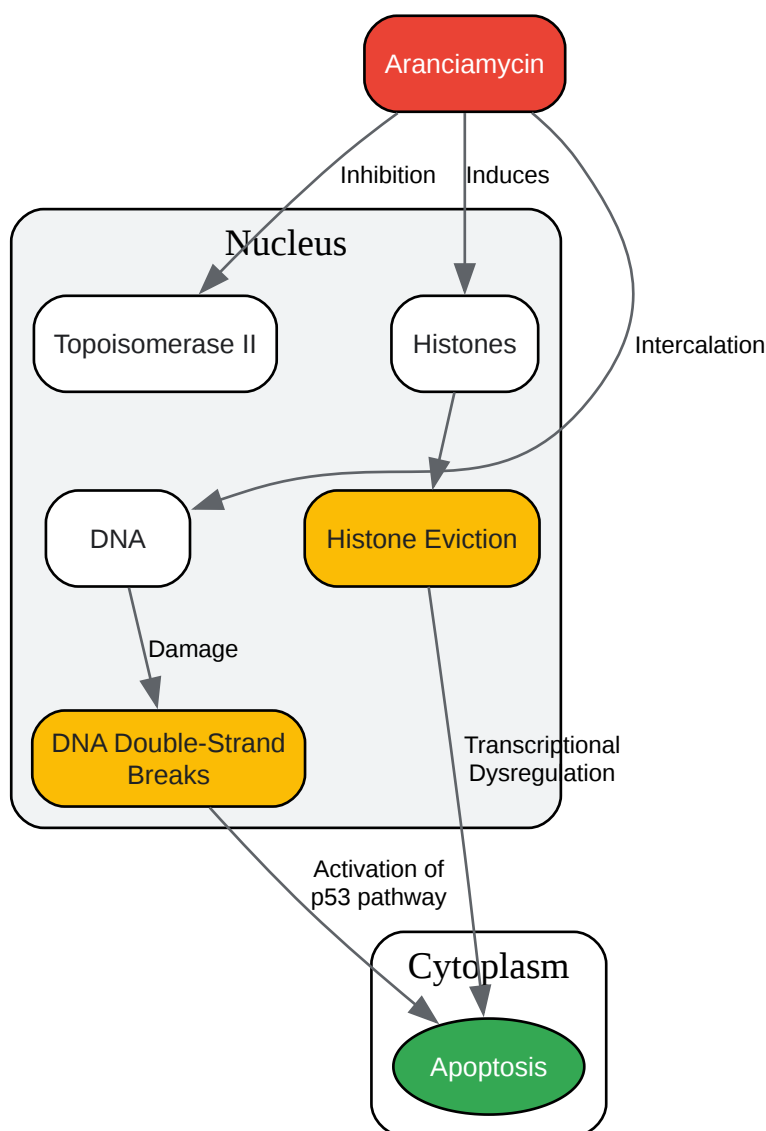 Aranciamycin
Inhibition
Induces
Nucleus
Topoisomerase II
Histones
Intercalation
DNA
Histone Eviction
Damage
DNA Double-Strand
Breaks
Transcriptional
Dysregulation
Activation of
p53 pathway
Cytoplasm
Apoptosis